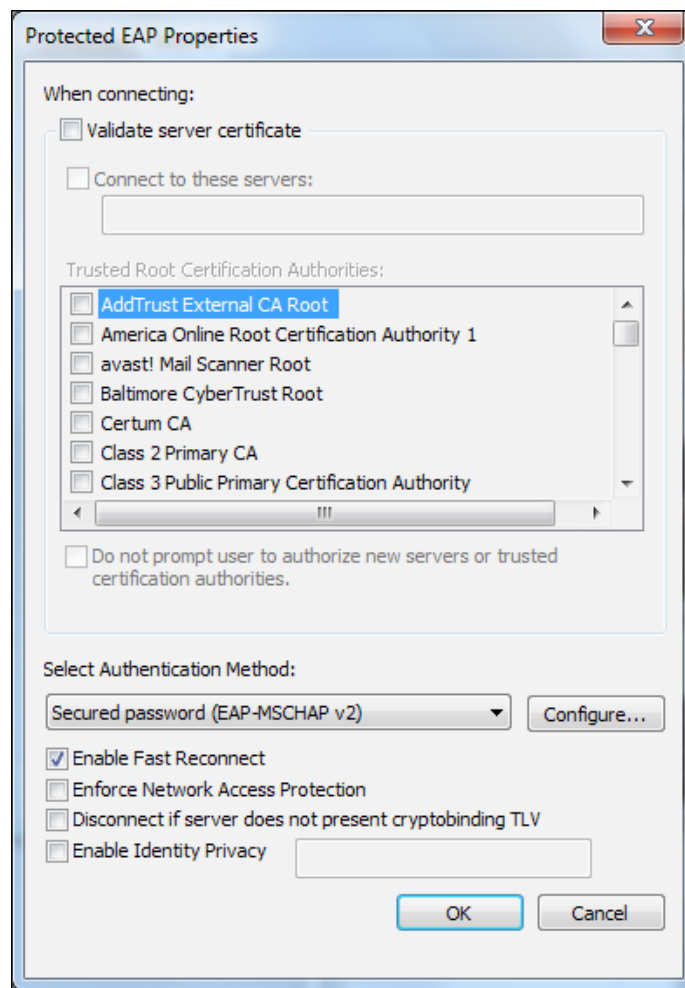 Protected EAP Properties
When connecting:
Validate server certificate
Connect to these servers:
Trusted Root Certification Authorities:
AddTrust External CA Root
America Online Root Certification Authority 1
avast! Mail Scanner Root
Baltimore CyberTrust Root
Certum CA
Class 2 Primary CA
Class 3 Public Primary Certification Authority
Do not prompt user to authorize new servers or trusted
certification authorities.
Select Authentication Method:
Secured password (EAP-MSCHAP v2) Configure...
Enable Fast Reconnect
Enforce Network Access Protection
Disconnect if server does not present cryptobinding TLV
Enable Identity Privacy
OK Cancel